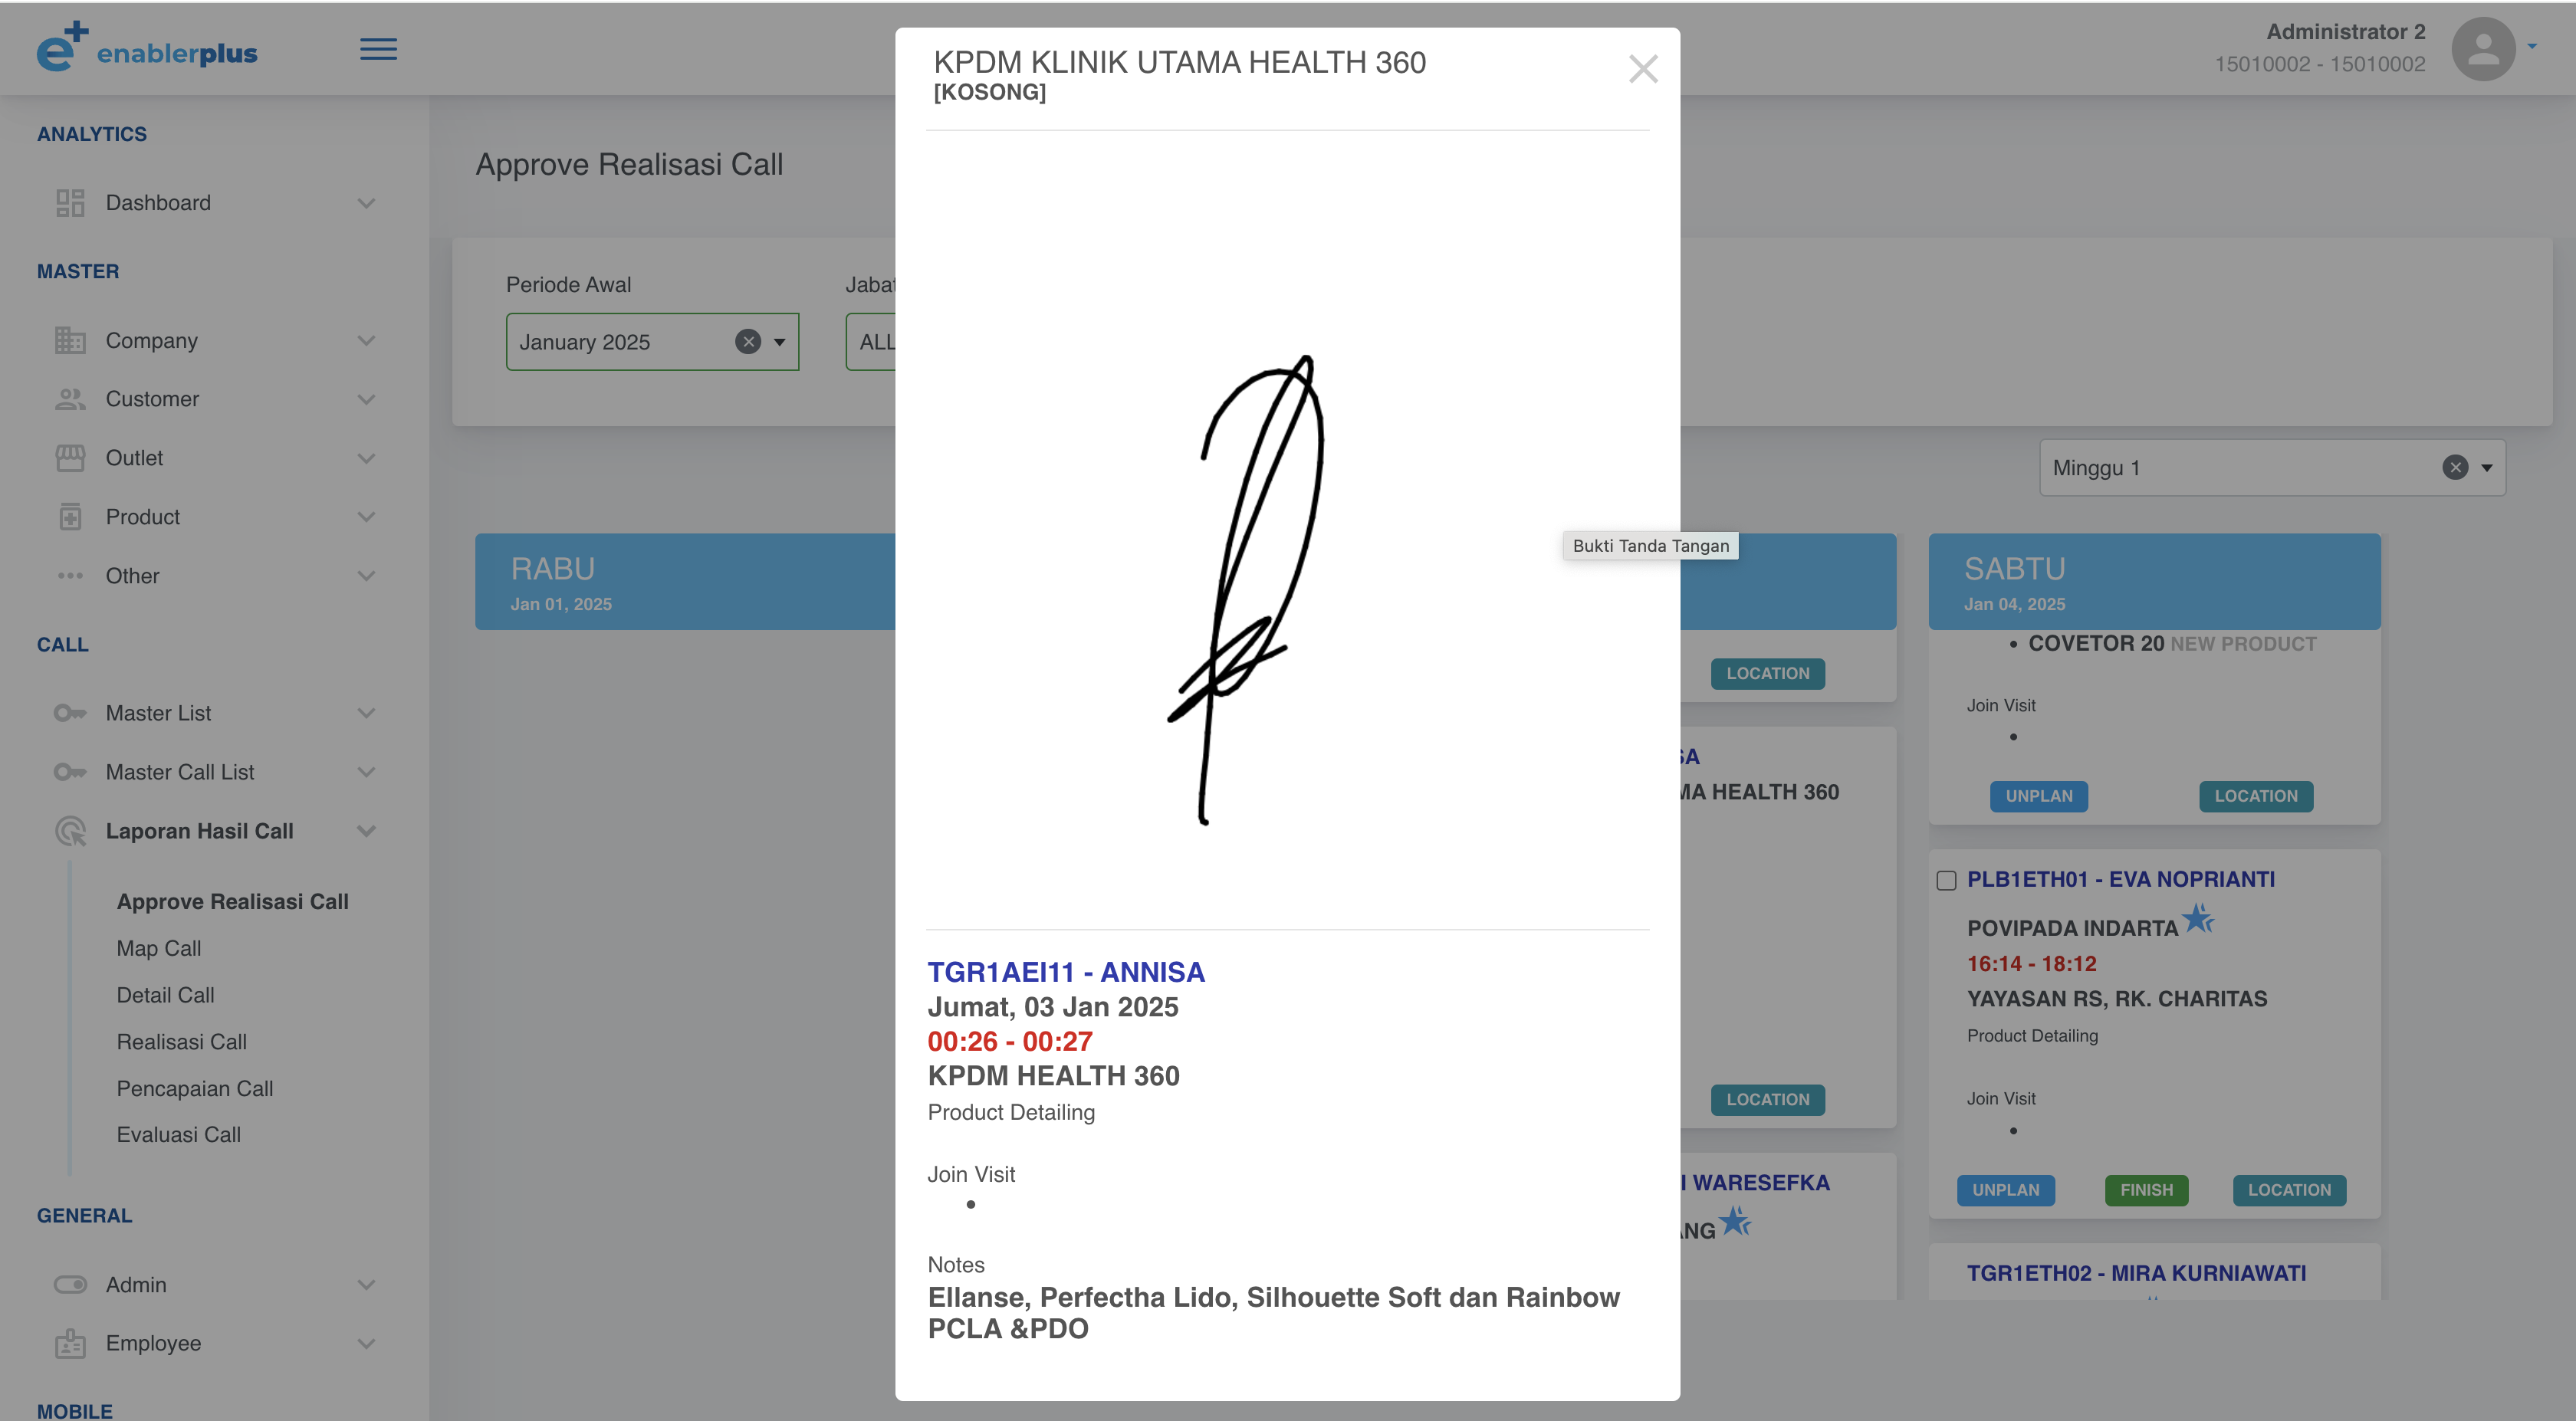 enablerplus
Administrator 2
15010002 - 15010002
ANALYTICS
Dashboard
MASTER
Company
Customer
Outlet
Product
Other
CALL
Master List
Master Call List
Laporan Hasil Call
Approve Realisasi Call
Map Call
Detail Call
Realisasi Call
Pencapaian Call
Evaluasi Call
GENERAL
Admin
Employee
MOBILE
Approve Realisasi Call
Periode Awal
January 2025
ALL
Minggu 1
RABU
Jan 01, 2025
KPDM KLINIK UTAMA HEALTH 360
[KOSONG]
Bukti Tanda Tangan
TGR1AEI11 - ANNISA
Jumat, 03 Jan 2025
00:26 - 00:27
KPDM HEALTH 360
Product Detailing
Join Visit
Notes
Ellanse, Perfectha Lido, Silhouette Soft dan Rainbow
PCLA &PDO
LOCATION
HEALTH 360
LOCATION
WARESEFKA
SABTU
Jan 04, 2025
COVETOR 20 NEW PRODUCT
Join Visit
UNPLAN
LOCATION
PLB1ETH01 - EVA NOPRIANTI
POVIPADA INDARTA
16:14 - 18:12
YAYASAN RS, RK. CHARITAS
Product Detailing
Join Visit
UNPLAN
FINISH
LOCATION
TGR1ETH02 - MIRA KURNIAWATI